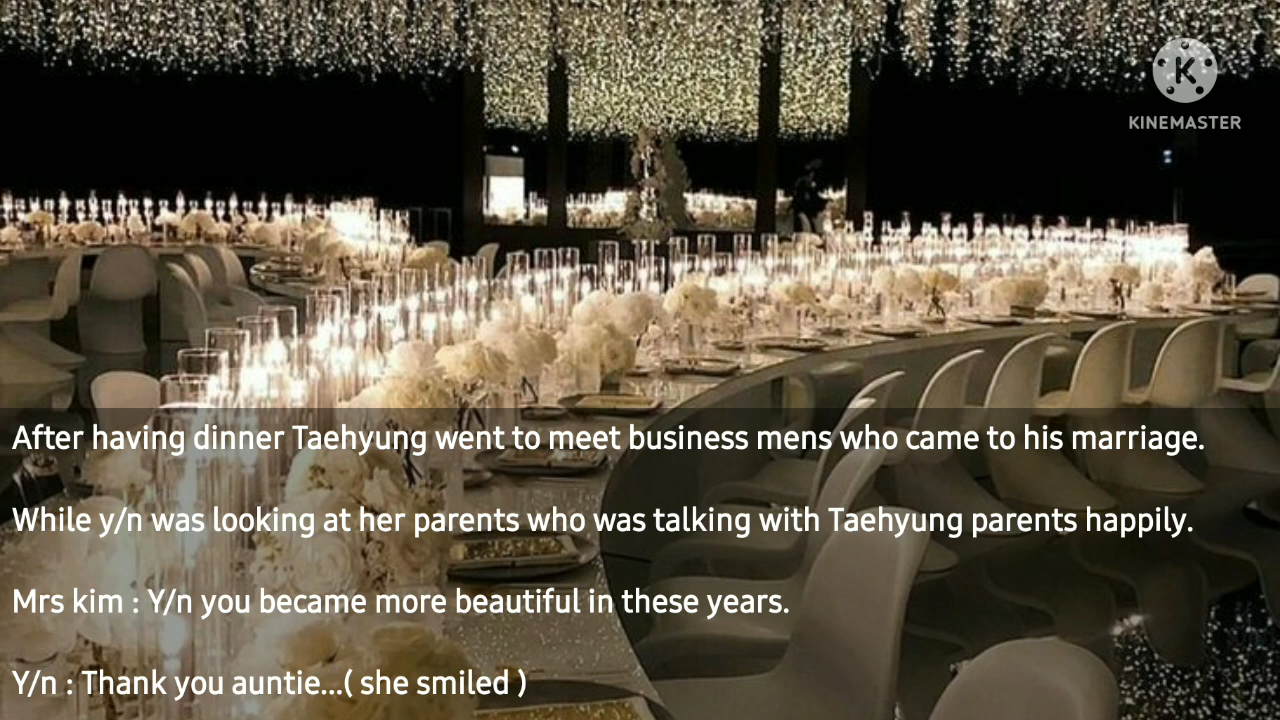 KINEMASTER
After having dinner Taehyung went to meet business mens who came to his marriage.
While y/n was looking at her parents who was talking with Taehyung parents happily.
Mrs kim : Y/n you became more beautiful in these years.
Y/n : Thank you auntie...( she smiled )